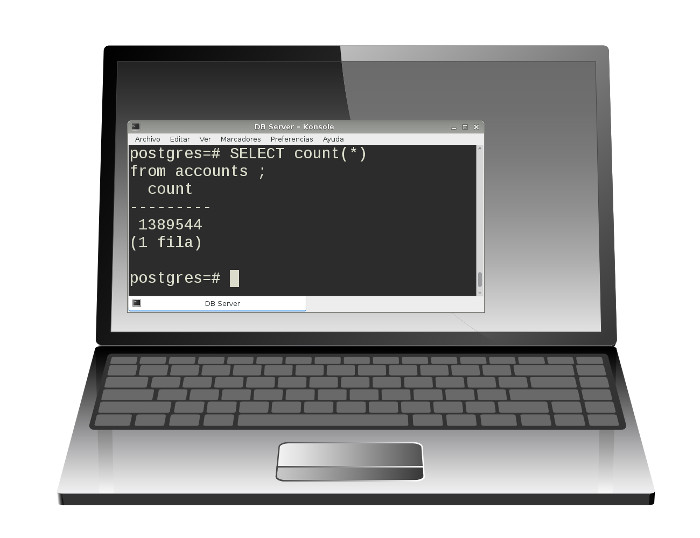 DB Server – Konsole
Archivo Editar Ver Marcadores Preferencias Ayuda
postgres=# SELECT count(*)
from accounts ;
  count
---------
 1389544
(1 fila)
postgres=#
DB Server